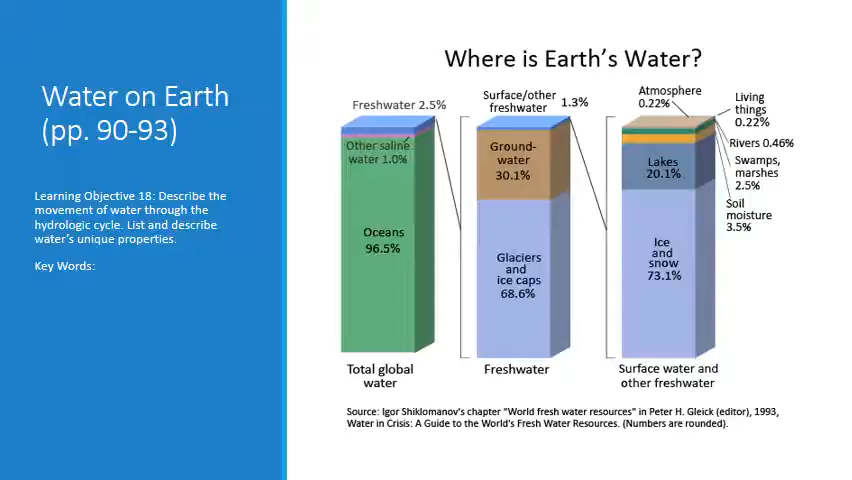 Water on Earth
(pp. 90-93)
Learning Objective 18: Describe the
movement of water through the
hydrologic cycle. List and describe
water's unique properties.
Key Words:
Where is Earth's Water?
Freshwater 2.5%
Other saline
water 1.0%
Oceans
96.5%
Total global
water
Surface/other
freshwater
1.3%
Ground-
water
30.1%
Glaciers
and
ice caps
68.6%
Freshwater
Atmosphere
0.22%
Living
things
0.22%
Rivers 0.46%
Swamps,
marshes
2.5%
Soil
moisture
3.5%
Lakes
20.1%
Ice
and
snow
73.1%
Surface water and
other freshwater
Source: Igor Shiklomanov's chapter "World fresh water resources" in Peter H. Gleick (editor), 1993,
Water in Crisis: A Guide to the World's Fresh Water Resources. (Numbers are rounded).